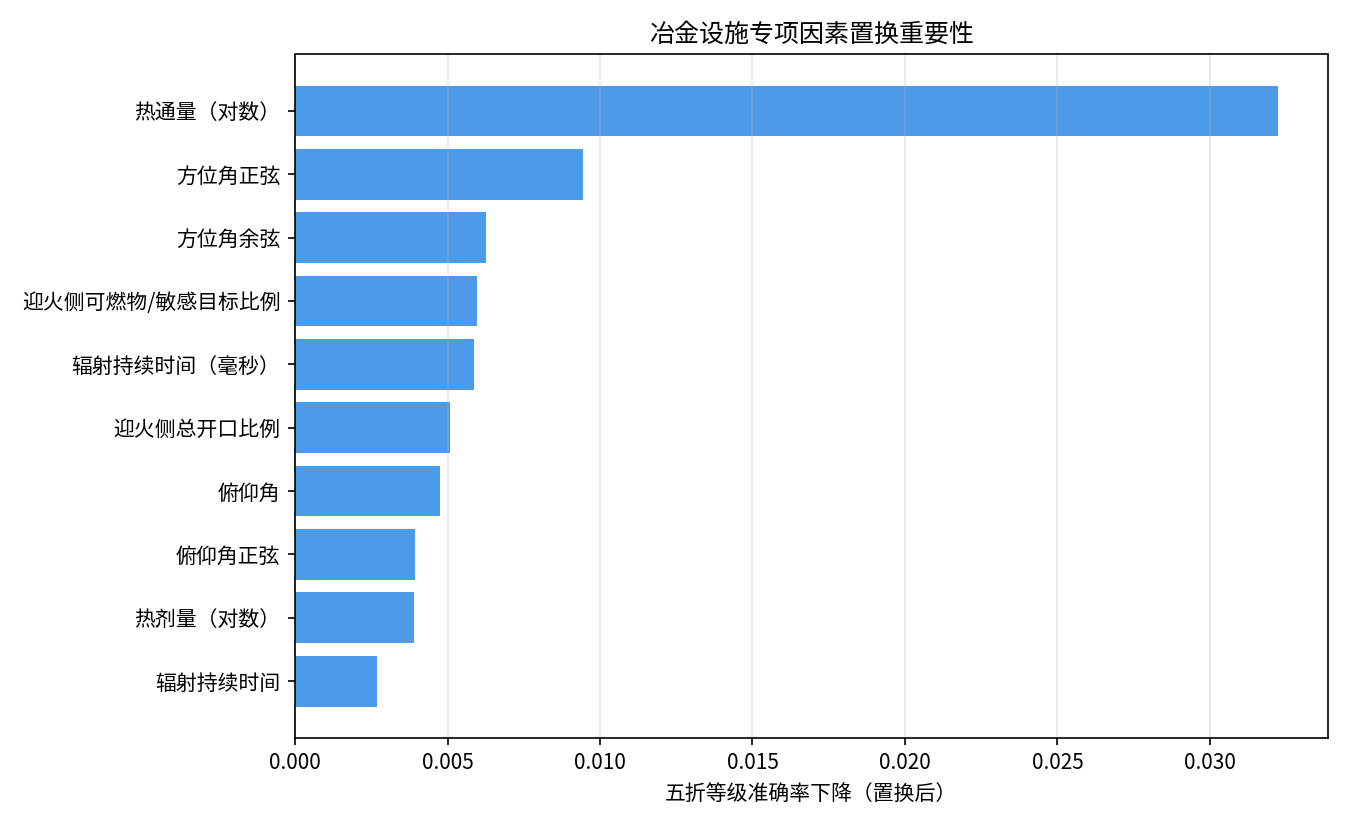 冶金设施专项因素置换重要性
热通量（对数）
方位角正弦
方位角余弦
迎火侧可燃物/敏感目标比例
辐射持续时间（毫秒）
迎火侧总开口比例
俯仰角
俯仰角正弦
热剂量（对数）
辐射持续时间
0.000 0.005 0.010 0.015 0.020 0.025 0.030
五折等级准确率下降（置换后）